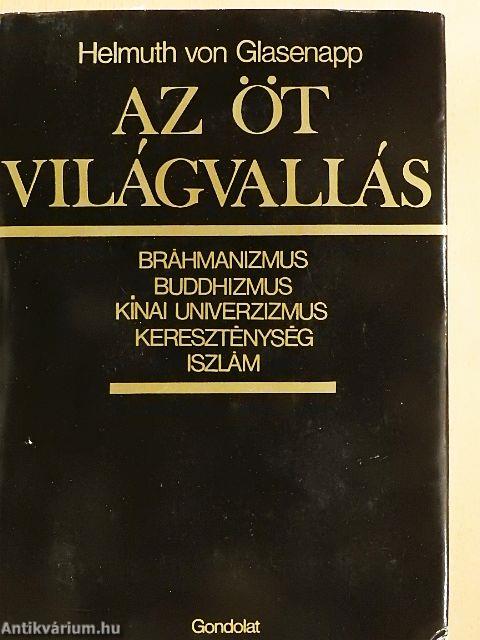 Helmuth von Glasenapp
AZ ÖT
VILÁGVALLÁS
BRÁHMANIZMUS
BUDDHIZMUS
KÍNAI UNIVERZIZMUS
KERESZTÉNYSÉG
ISZLÁM
Antikvárium.hu
Gondolat